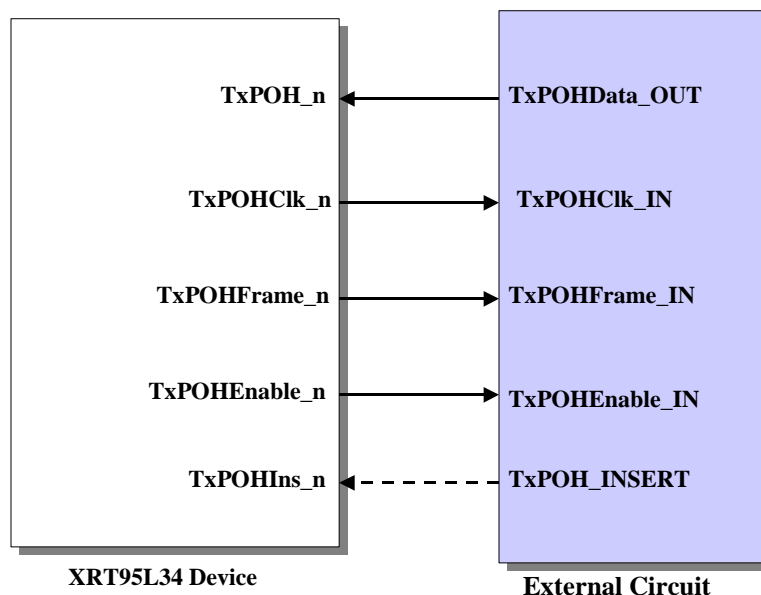 TxPOH_n TxPOHData_OUT
TxPOHClk_n TxPOHClk_IN
TxPOHFrame_n TxPOHFrame_IN
TxPOHEnable_n TxPOHEnable_IN
TxPOHIns_n TxPOH_INSERT
XRT95L34 Device
External Circuit